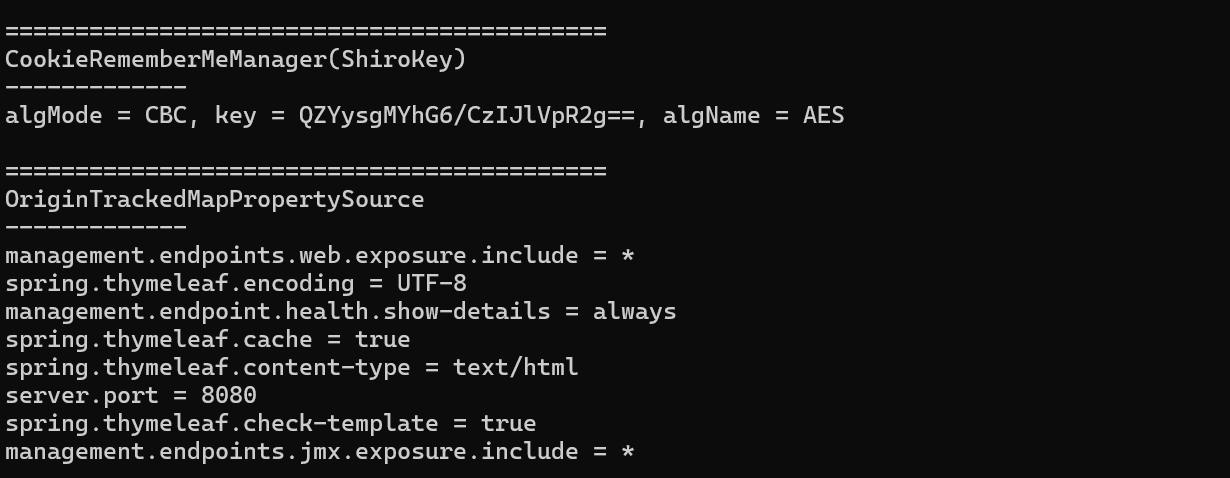 ===========================================
CookieRememberMeManager(ShiroKey)
-------------
algMode = CBC, key = QZYysgMYhG6/CzIJlVpR2g==, algName = AES
===========================================
OriginTrackedMapPropertySource
-------------
management.endpoints.web.exposure.include = *
spring.thymeleaf.encoding = UTF-8
management.endpoint.health.show-details = always
spring.thymeleaf.cache = true
spring.thymeleaf.content-type = text/html
server.port = 8080
spring.thymeleaf.check-template = true
management.endpoints.jmx.exposure.include = *